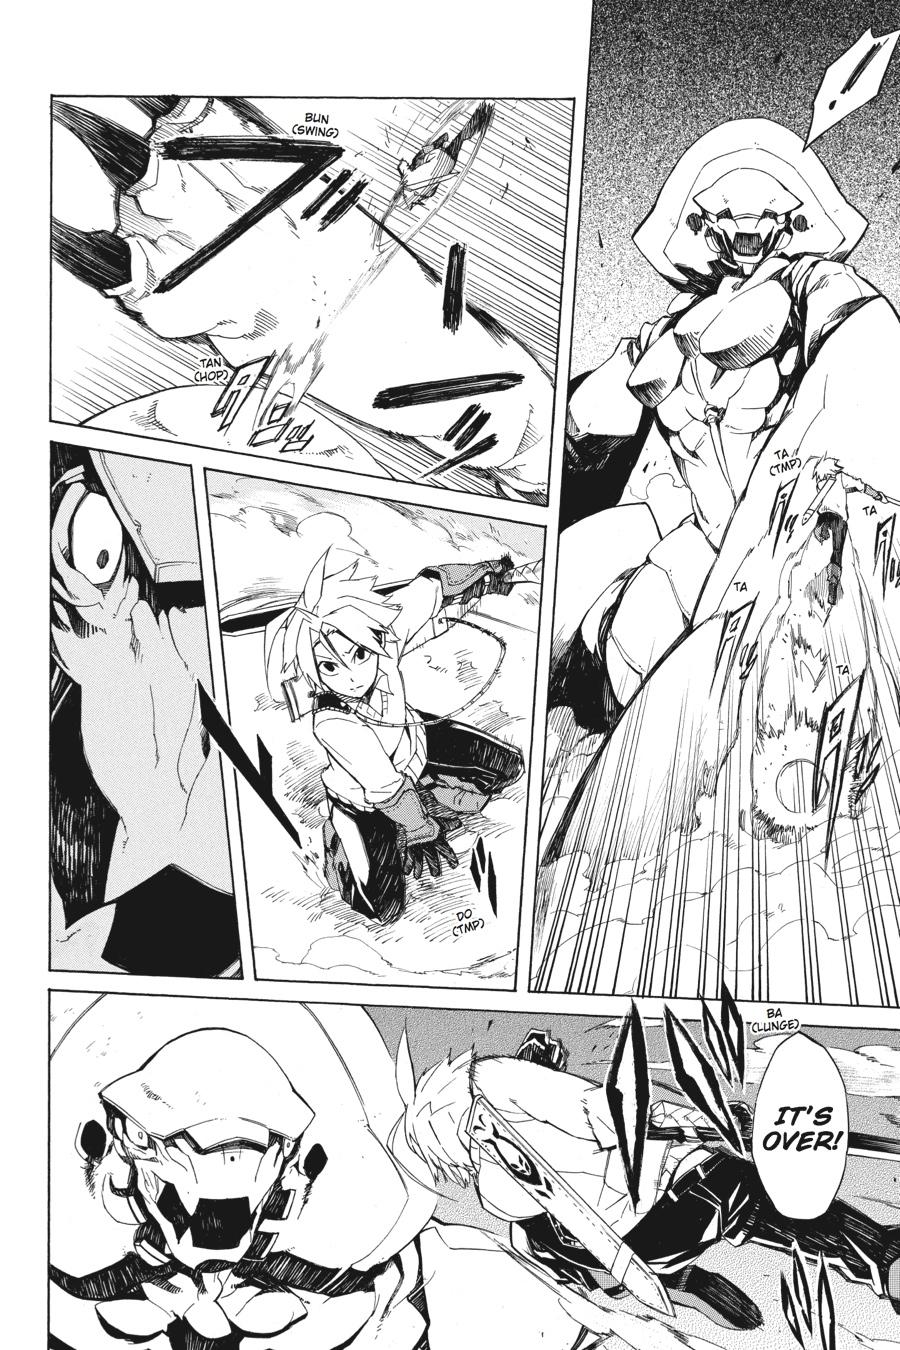 !
TA
(TMP)
TA
TA
TA
BUN
(SWING)
TAN
(HOP)
DO
(TMP)
BA
(LUNGE)
IT'S
OVER!